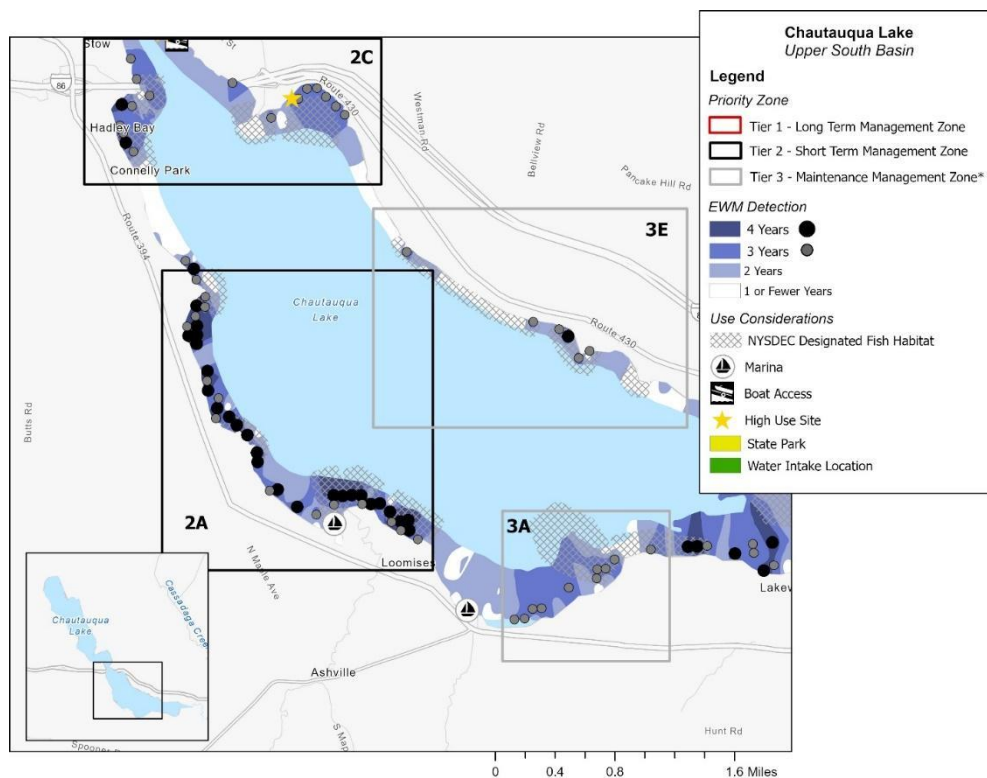 Stow
St
2C
86
Hadley Bay
Connelly Park
Route 430
Westman Rd
Bellview Rd
Pancake Hill Rd
3E
Route 394
Chautauqua
Lake
Route 430
Butts Rd
2A
N Maple Ave
Loomises
3A
Lakew
Ashville
Hunt Rd
S Map
Chautauqua
Lake
Cassadaga Cree
Spooner
0 0.4 0.8 1.6 Miles
Chautauqua Lake
Upper South Basin
Legend
Priority Zone
Tier 1 - Long Term Management Zone
Tier 2 - Short Term Management Zone
Tier 3 - Maintenance Management Zone*
EWM Detection
4 Years
3 Years
2 Years
1 or Fewer Years
Use Considerations
NYSDEC Designated Fish Habitat
Marina
Boat Access
High Use Site
State Park
Water Intake Location